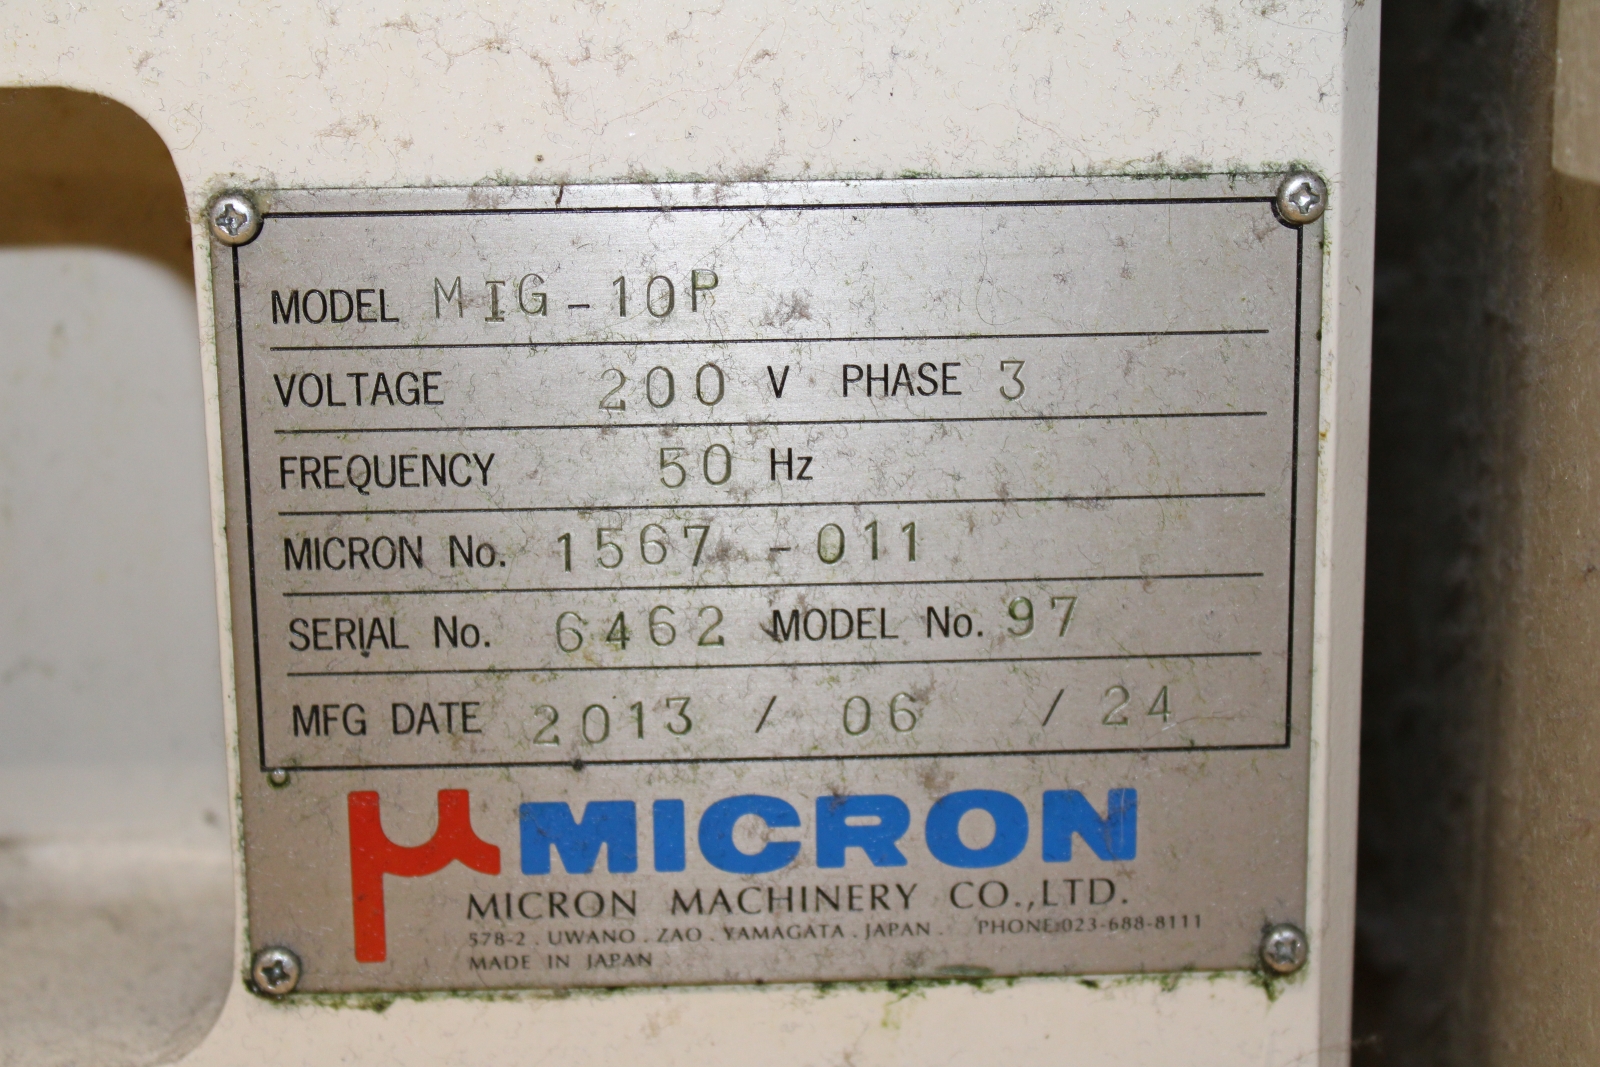 MODEL MIG-10P
VOLTAGE 200 V PHASE 3
FREQUENCY 50 Hz
MICRON No. 1567 -011
SERIAL No. 6462 MODEL No. 97
MFG DATE 2013 / 06 / 24
μ MICRON
MICRON MACHINERY CO.,LTD.
578-2 . UWANO . ZAO . YAMAGATA . JAPAN . PHONE:023-688-8111
MADE IN JAPAN